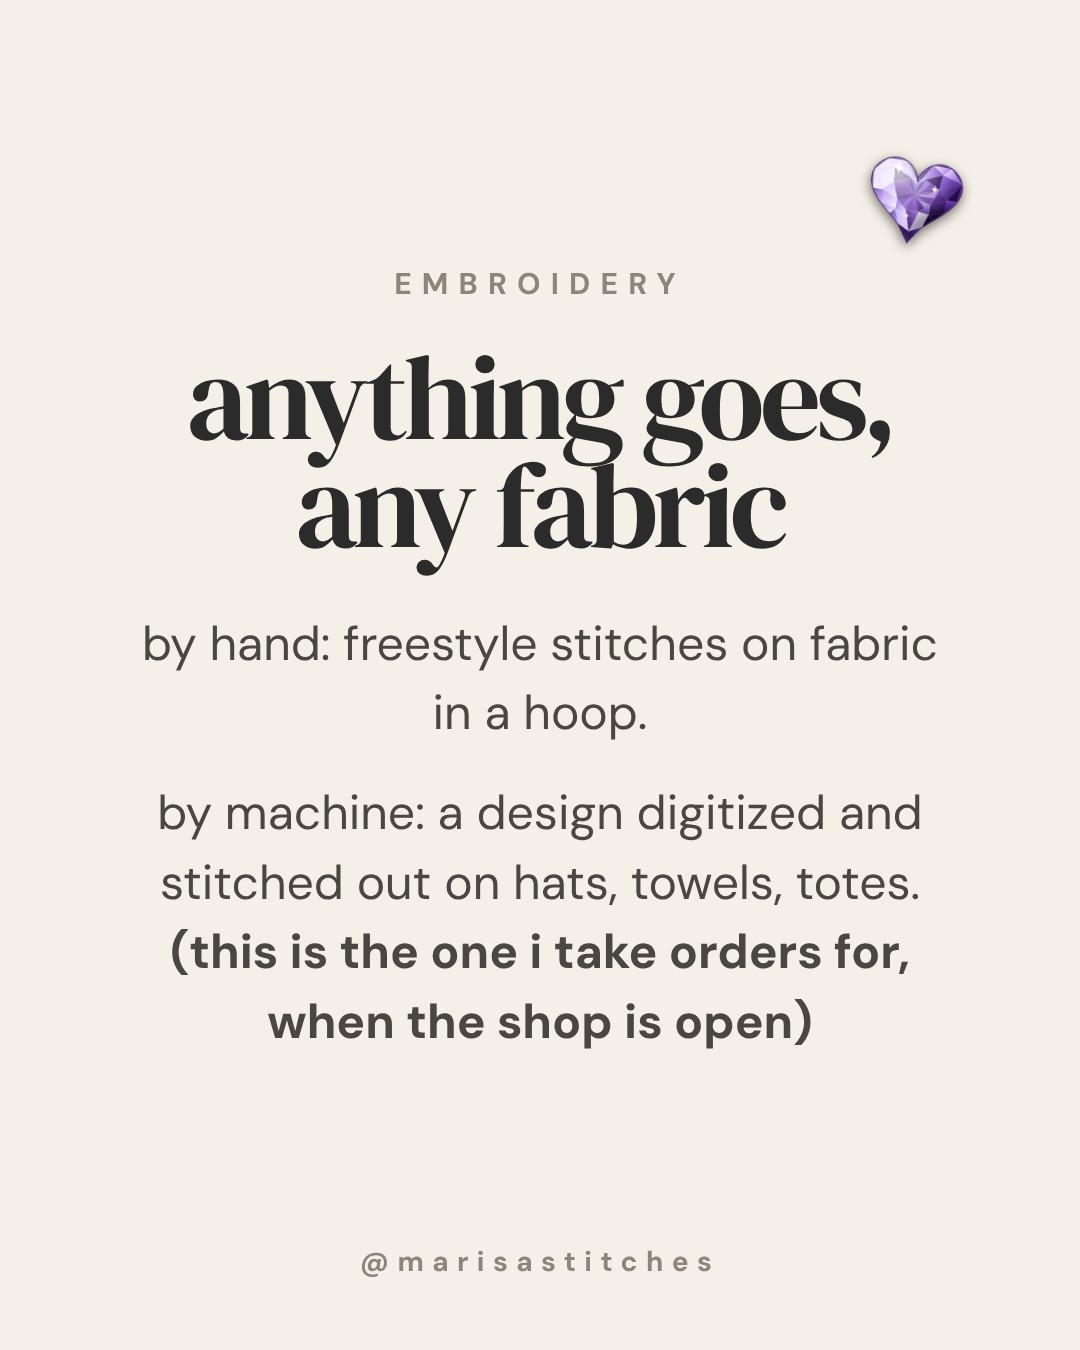 EMBROIDERY
anything goes,
any fabric
by hand: freestyle stitches on fabric
in a hoop.
by machine: a design digitized and
stitched out on hats, towels, totes.
(this is the one i take orders for,
when the shop is open)
@marisastitches